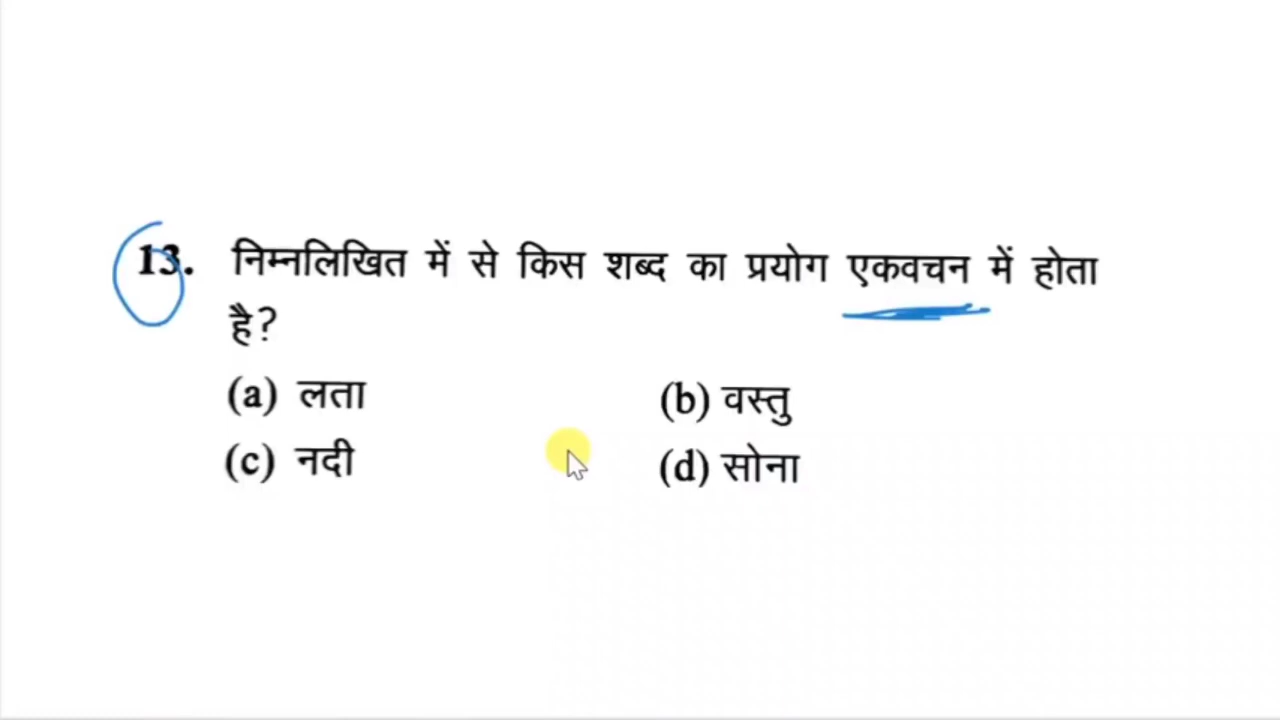 13. निम्नलिखित में से किस शब्द का प्रयोग एकवचन में होता
है?
(a) लता (b) वस्तु
(c) नदी (d) सोना